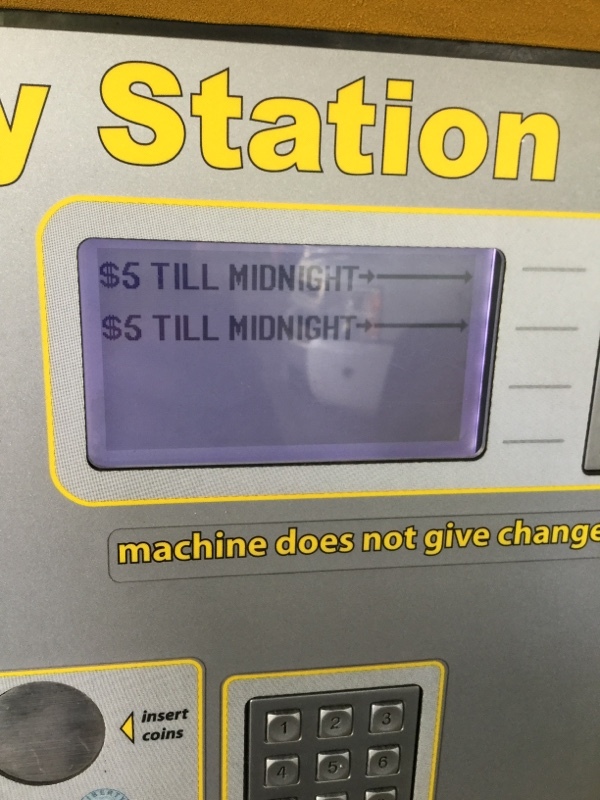 y Station
$5 TILL MIDNIGHT→
$5 TILL MIDNIGHT→
machine does not give change
insert
coins
1 2 3
4 5 6
LIBERTY